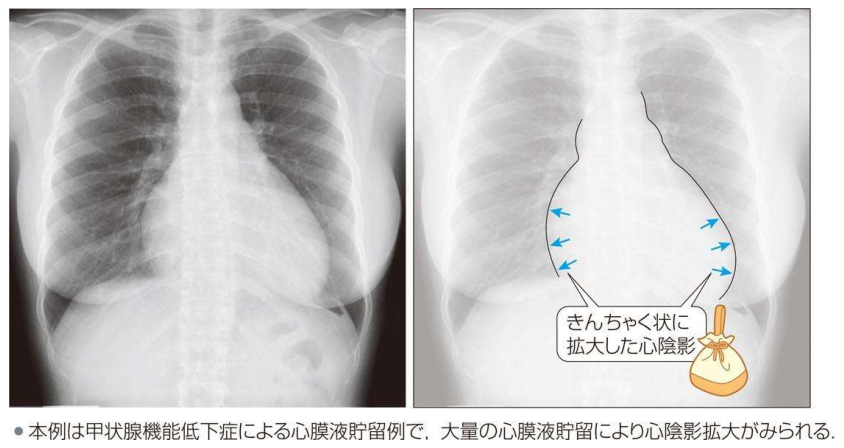 きんちゃく状に
拡大した心陰影
●本例は甲状腺機能低下症による心膜液貯留例で，大量の心膜液貯留により心陰影拡大がみられる．